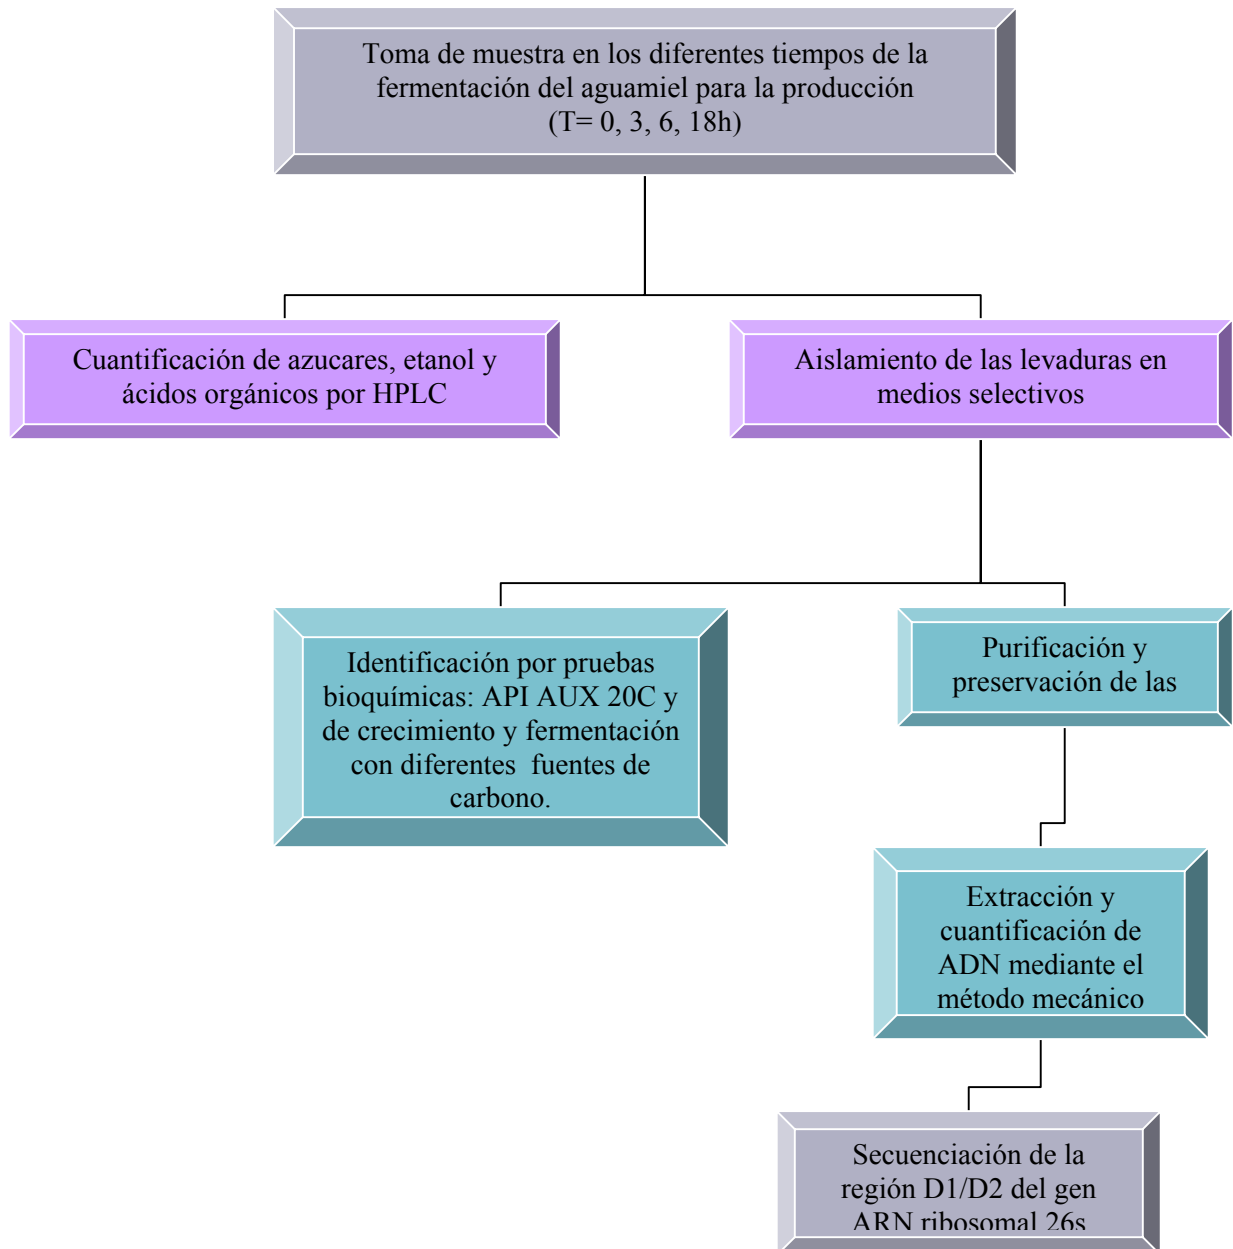 Toma de muestra en los diferentes tiempos de la
fermentación del aguamiel para la producción
(T= 0, 3, 6, 18h)
Cuantificación de azucares, etanol y
ácidos orgánicos por HPLC
Aislamiento de las levaduras en
medios selectivos
Identificación por pruebas
bioquímicas: API AUX 20C y
de crecimiento y fermentación
con diferentes fuentes de
carbono.
Purificación y
preservación de las
Extracción y
cuantificación de
ADN mediante el
método mecánico
Secuenciación de la
región D1/D2 del gen
ARN ribosomal 26s